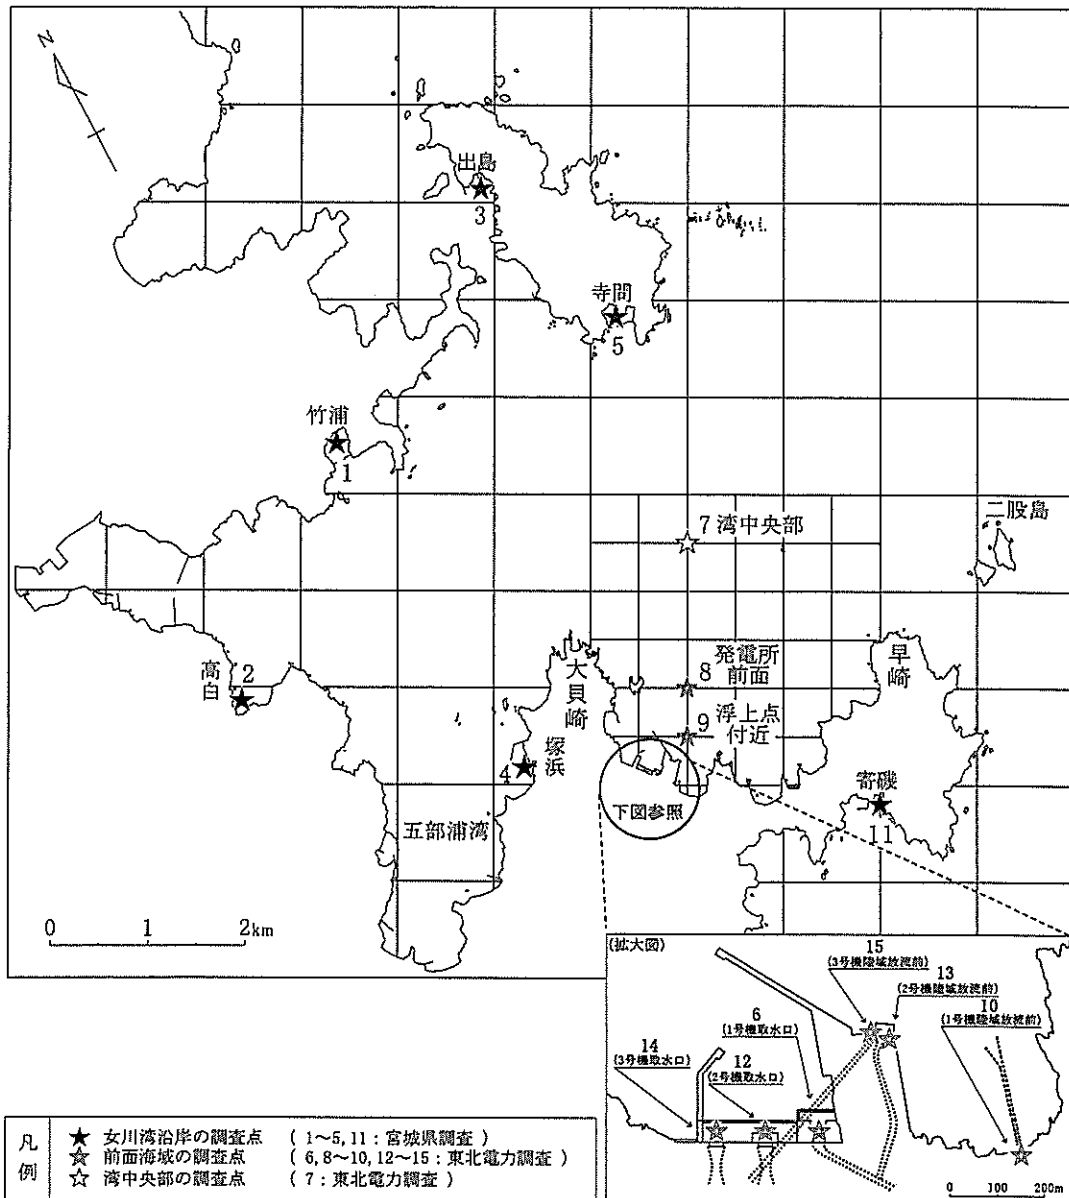 N
出島
3
寺間
5
竹浦
1
二股島
7 湾中央部
高白
2
大貝崎
8
発電所
前面
早崎
9
浮上点
付近
4
塚浜
寄磯
11
下図参照
五部浦湾
0 1 2km
(拡大図)
15
(3号機陸域放流前)
13
(2号機陸域放流前)
10
(1号機陸域放流前)
6
(1号機取水口)
14
(3号機取水口)
12
(2号機取水口)
0 100 200m
凡例
★ 女川湾沿岸の調査点 ( 1~5, 11 : 宮城県調査 )
☆ 前面海域の調査点 ( 6, 8~10, 12~15 : 東北電力調査 )
☆ 湾中央部の調査点 ( 7 : 東北電力調査 )